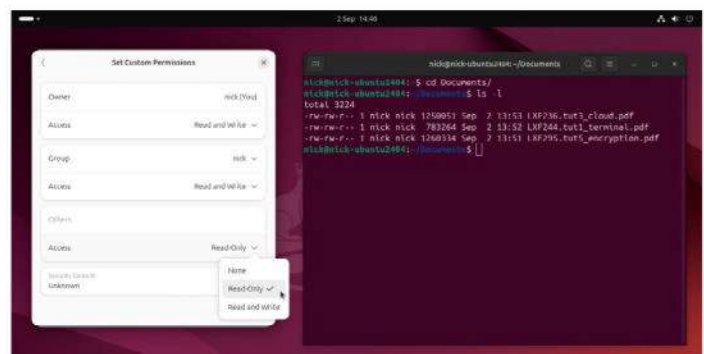 2 Sep 14:46
Set Custom Permissions
Owner nick (You)
Access Read and Write
Group nick
Access Read and Write
Others
Access Read-Only
Security Context
Unknown
None
Read-Only
Read and Write
nick@nick-ubuntu2404: ~/Documents
nick@nick-ubuntu2404:~$ cd Documents/
nick@nick-ubuntu2404:~/Documents$ ls -l
total 3224
-rw-rw-r-- 1 nick nick 1250051 Sep 2 13:53 LXF236.tut3_cloud.pdf
-rw-rw-r-- 1 nick nick 783264 Sep 2 13:52 LXF244.tut1_terminal.pdf
-rw-rw-r-- 1 nick nick 1260334 Sep 2 13:51 LXF295.tut5_encryption.pdf
nick@nick-ubuntu2404:~/Documents$